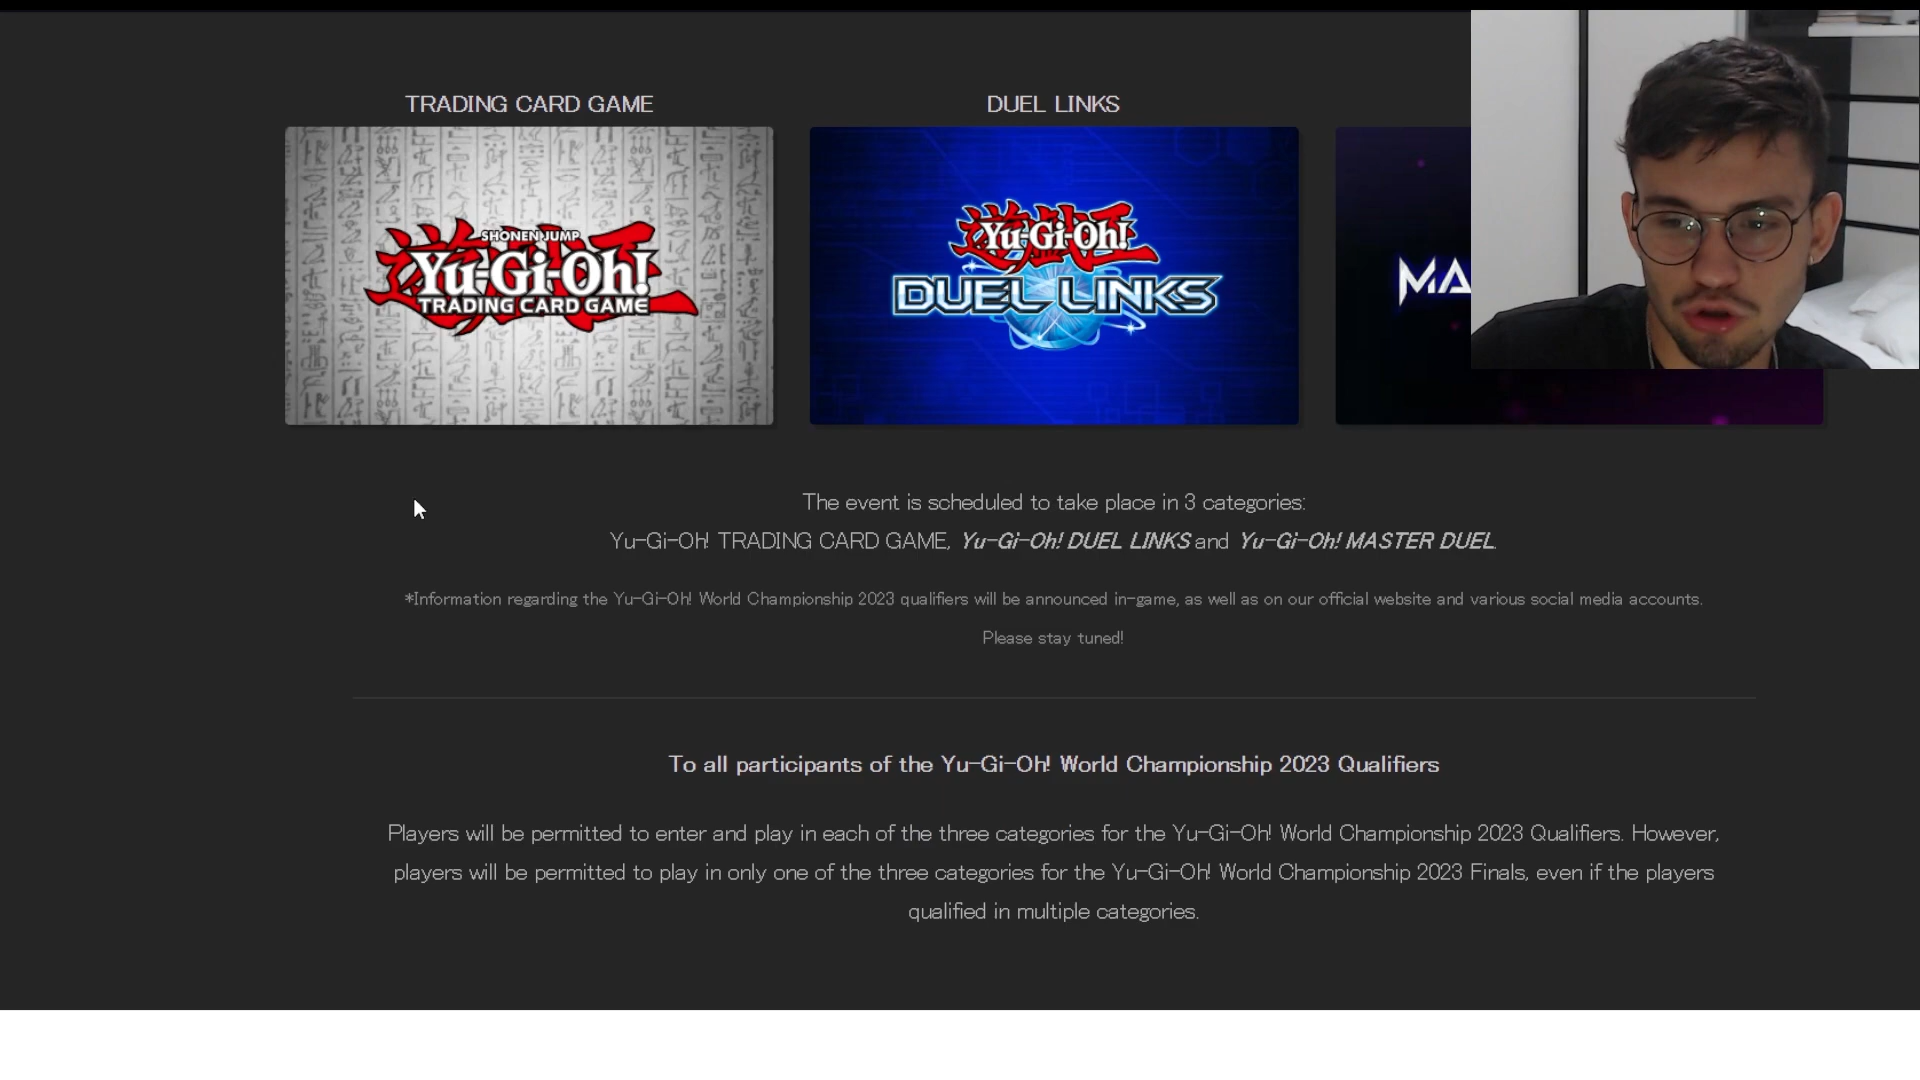 TRADING CARD GAME
DUEL LINKS
SHONEN JUMP
遊戯王
Yu-Gi-Oh!
TRADING CARD GAME
遊戯王
Yu-Gi-Oh!
DUEL LINKS
MA
The event is scheduled to take place in 3 categories:
Yu-Gi-Oh! TRADING CARD GAME, Yu-Gi-Oh! DUEL LINKS and Yu-Gi-Oh! MASTER DUEL.
*Information regarding the Yu-Gi-Oh! World Championship 2023 qualifiers will be announced in-game, as well as on our official website and various social media accounts.
Please stay tuned!
To all participants of the Yu-Gi-Oh! World Championship 2023 Qualifiers
Players will be permitted to enter and play in each of the three categories for the Yu-Gi-Oh! World Championship 2023 Qualifiers. However,
players will be permitted to play in only one of the three categories for the Yu-Gi-Oh! World Championship 2023 Finals, even if the players
qualified in multiple categories.